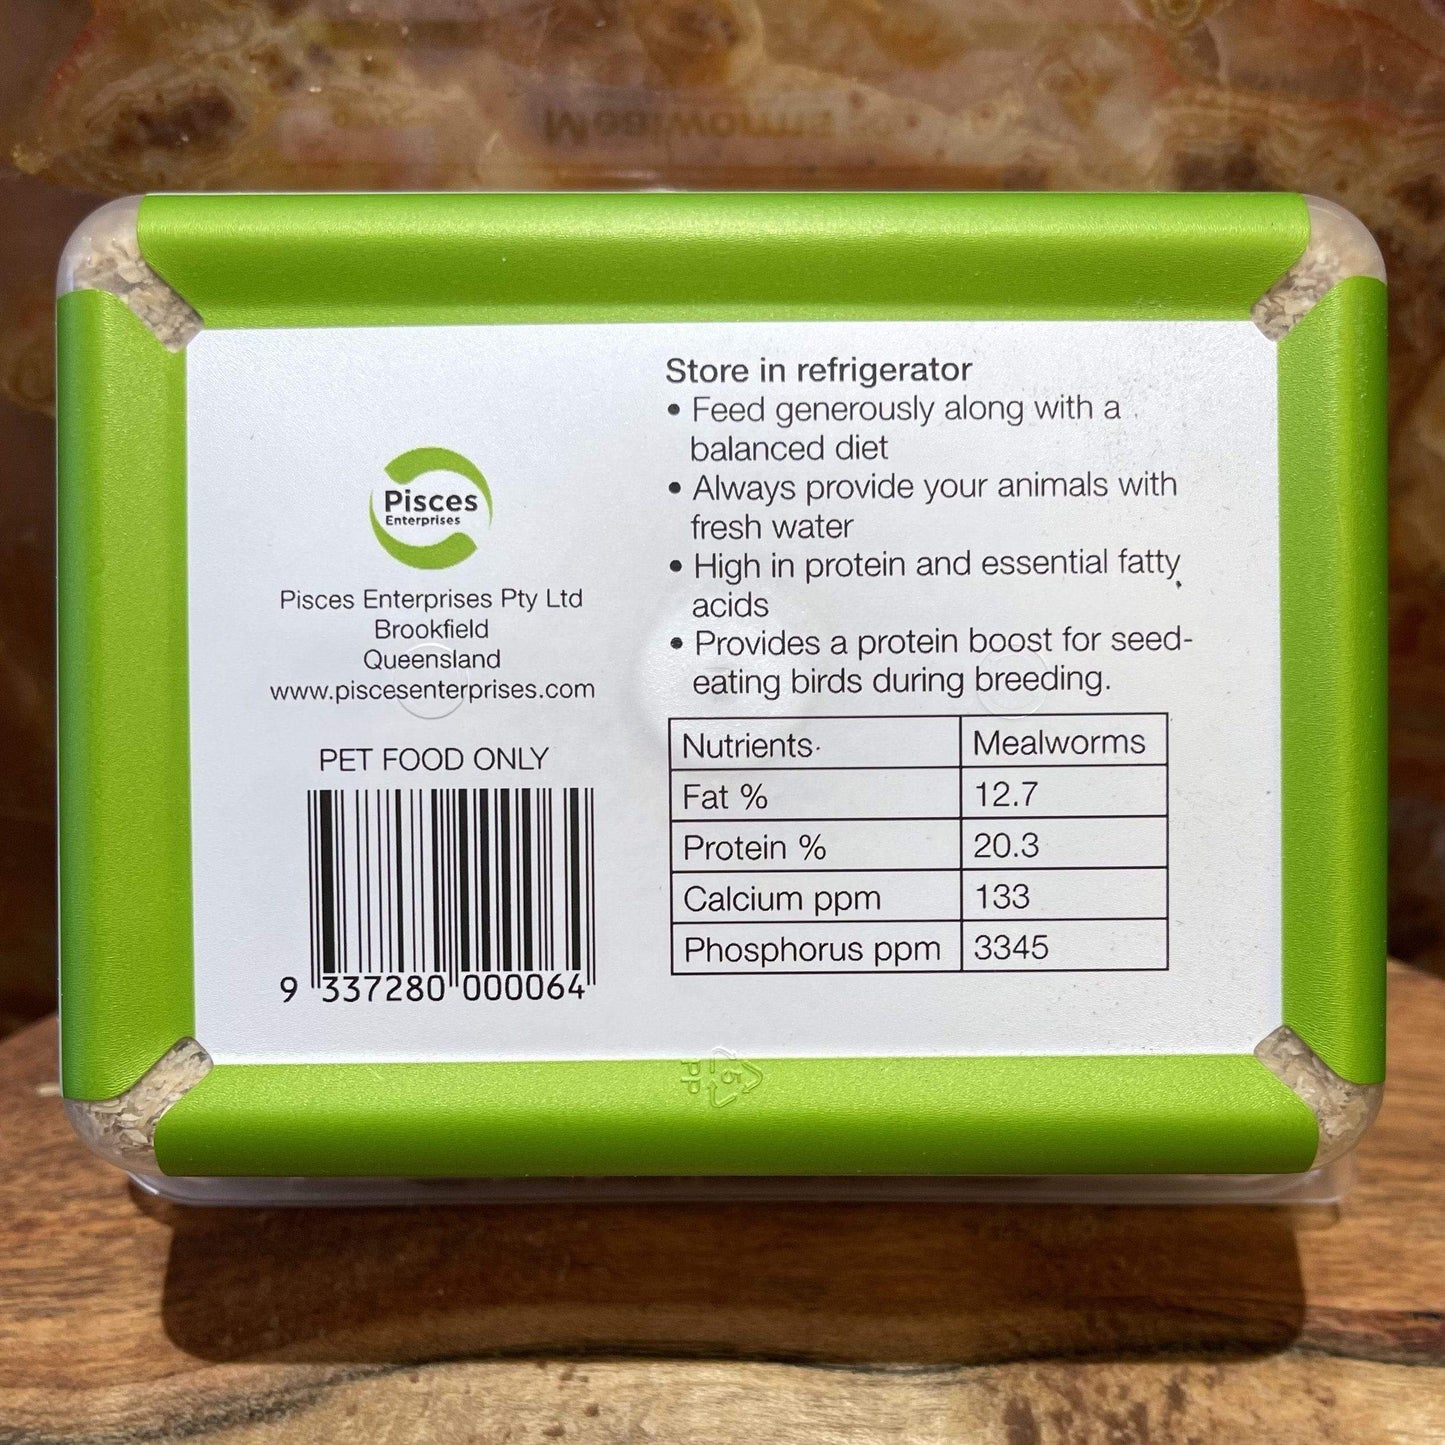 Mealworms
Store in refrigerator
• Feed generously along with a
balanced diet
• Always provide your animals with
fresh water
• High in protein and essential fatty
acids
• Provides a protein boost for seed-
eating birds during breeding.
Pisces
Enterprises
Pisces Enterprises Pty Ltd
Brookfield
Queensland
www.piscesenterprises.com
PET FOOD ONLY
9 337280 000064
Nutrients Mealworms
Fat % 12.7
Protein % 20.3
Calcium ppm 133
Phosphorus ppm 3345
5
PP